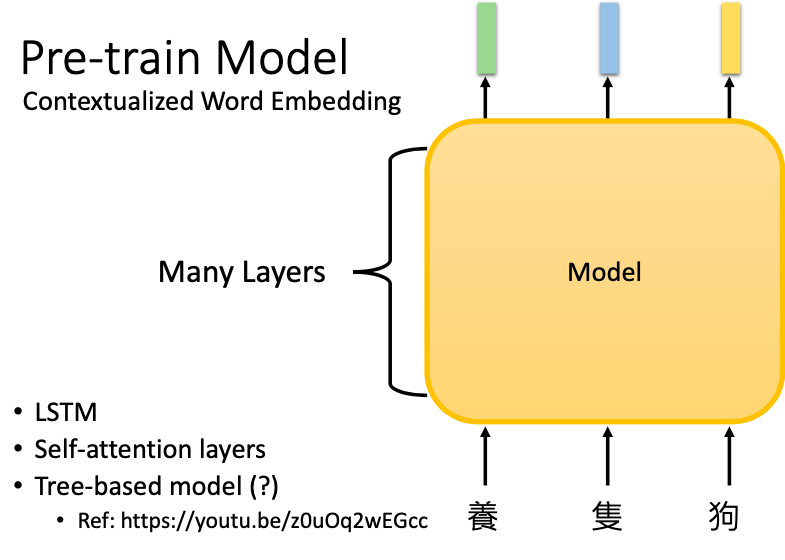 Pre-train Model
Contextualized Word Embedding
Many Layers
Model
• LSTM
• Self-attention layers
• Tree-based model (?)
• Ref: https://youtu.be/z0uOq2wEGcc
養 隻 狗